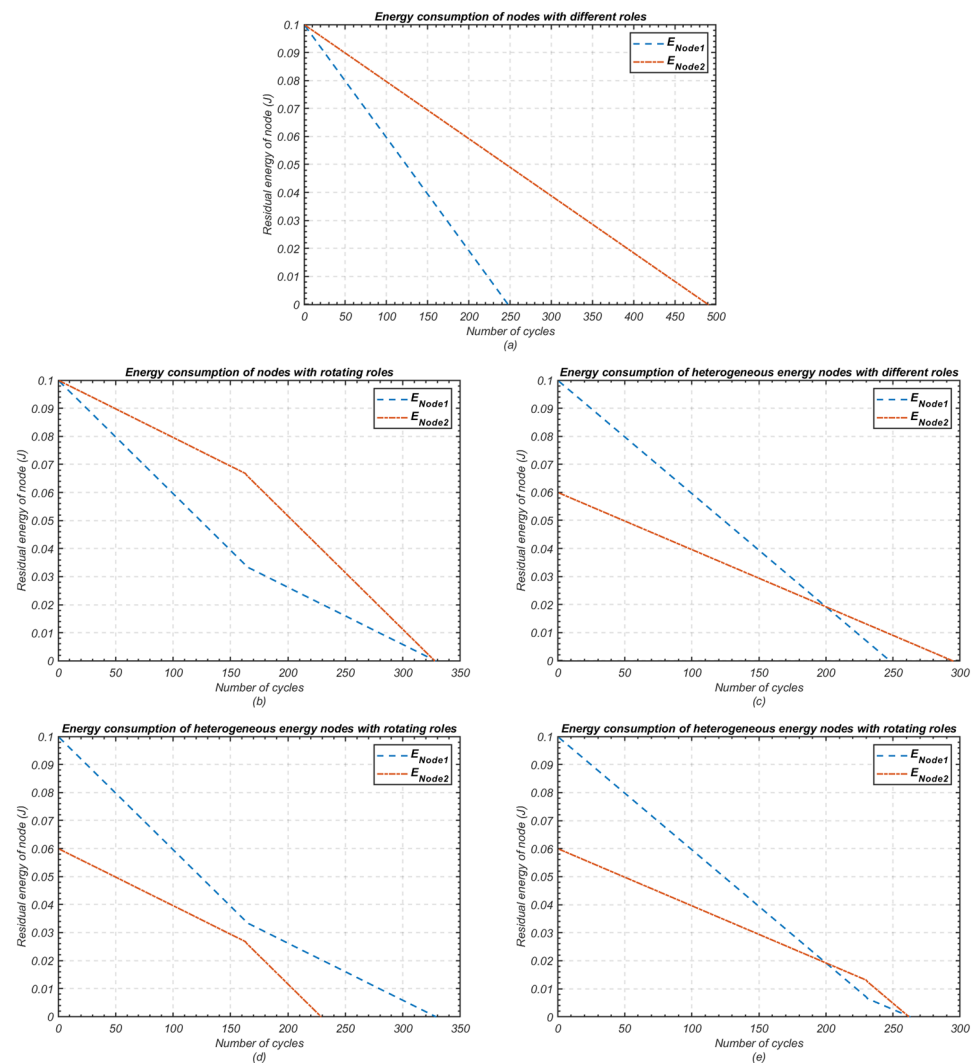 Energy consumption of nodes with different roles
0.1
0.09
0.08
0.07
0.06
0.05
0.04
0.03
0.02
0.01
0
Residual energy of node (J)
E_Node1
E_Node2
0 50 100 150 200 250 300 350 400 450 500
Number of cycles
(a)
Energy consumption of nodes with rotating roles
0.1
0.09
0.08
0.07
0.06
0.05
0.04
0.03
0.02
0.01
0
Residual energy of node (J)
E_Node1
E_Node2
0 50 100 150 200 250 300 350
Number of cycles
(b)
Energy consumption of heterogeneous energy nodes with different roles
0.1
0.09
0.08
0.07
0.06
0.05
0.04
0.03
0.02
0.01
0
Residual energy of node (J)
E_Node1
E_Node2
0 50 100 150 200 250 300
Number of cycles
(c)
Energy consumption of heterogeneous energy nodes with rotating roles
0.1
0.09
0.08
0.07
0.06
0.05
0.04
0.03
0.02
0.01
0
Residual energy of node (J)
E_Node1
E_Node2
0 50 100 150 200 250 300 350
Number of cycles
(d)
Energy consumption of heterogeneous energy nodes with rotating roles
0.1
0.09
0.08
0.07
0.06
0.05
0.04
0.03
0.02
0.01
0
Residual energy of node (J)
E_Node1
E_Node2
0 50 100 150 200 250 300
Number of cycles
(e)